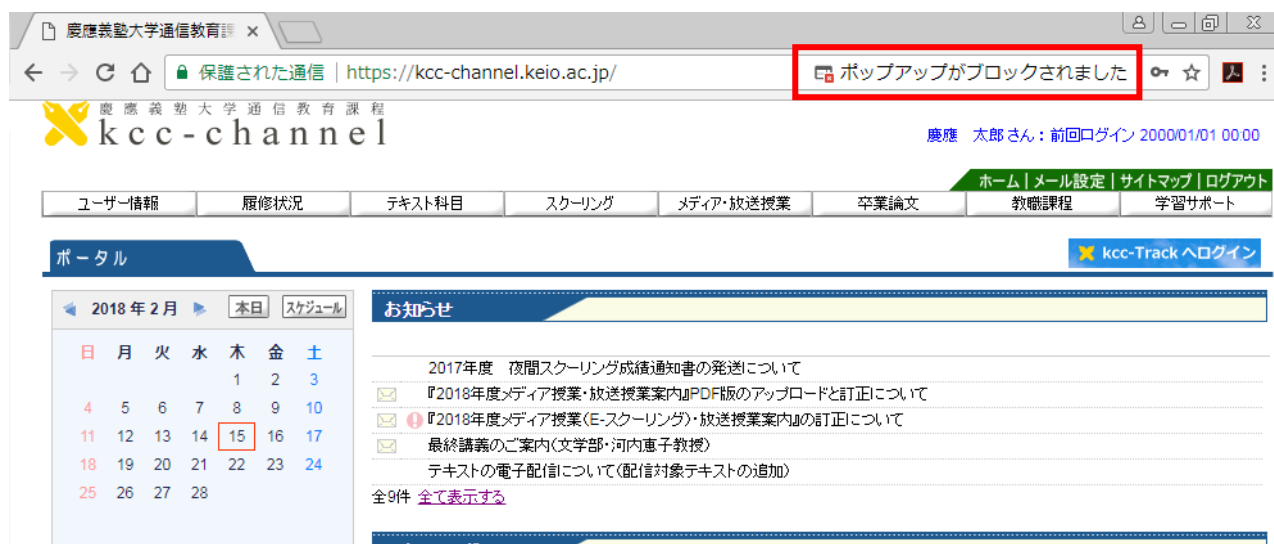 慶應義塾大学通信教育
保護された通信 | https://kcc-channel.keio.ac.jp/ ポップアップがブロックされました
慶應義塾大学通信教育課程
kcc-channel
慶應 太郎さん：前回ログイン 2000/01/01 00:00
ホーム | メール設定 | サイトマップ | ログアウト
ユーザー情報 履修状況 テキスト科目 スクーリング メディア・放送授業 卒業論文 教職課程 学習サポート
ポータル
kcc-Track へログイン
2018 年 2 月 本日 スケジュール
お知らせ
日 月 火 水 木 金 土
1 2 3
4 5 6 7 8 9 10
11 12 13 14 15 16 17
18 19 20 21 22 23 24
25 26 27 28
2017年度 夜間スクーリング成績通知書の発送について
『2018年度メディア授業・放送授業案内』PDF版のアップロードと訂正について
『2018年度メディア授業(E-スクーリング)・放送授業案内』の訂正について
最終講義のご案内(文学部・河内恵子教授)
テキストの電子配信について(配信対象テキストの追加)
全9件 全て表示する